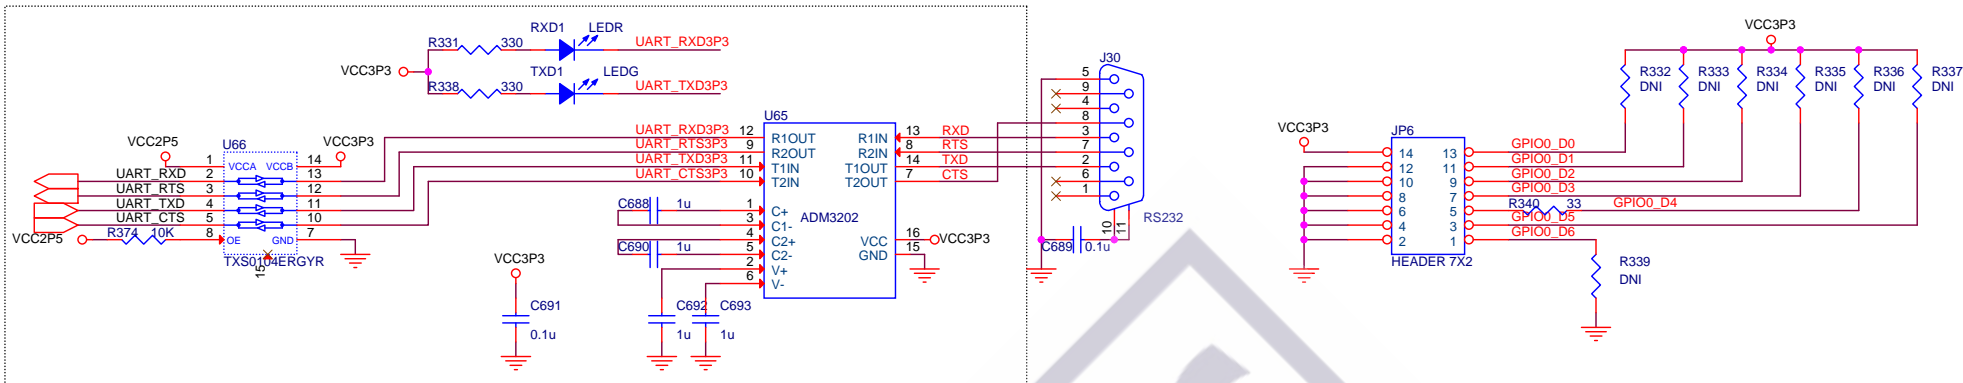 VCC3P3
RXD1 LEDR
R331 330 UART_RXD3P3
VCC3P3
TXD1 LEDG
R338 330 UART_TXD3P3
J30
5
9
4
8
3
7
2
6
1
10
11
RS232
C689 0.1u
R332 DNI
R333 DNI
R334 DNI
R335 DNI
R336 DNI
R337 DNI
U65
UART_RXD3P3 12 R1OUT R1IN 13 RXD
UART_RTS3P3 9 R2OUT R2IN 8 RTS
UART_TXD3P3 11 T1IN T1OUT 14 TXD
UART_CTS3P3 10 T2IN T2OUT 7 CTS
C688 1u 1 C+
3 C1-
ADM3202
4 C2+ VCC 16 VCC3P3
C690 1u 5 C2- GND 15
2 V+
6 V-
VCC2P5 U66 VCC3P3
1 VCCA VCCB 14
UART_RXD 2 13
UART_RTS 3 12
UART_TXD 4 11
UART_CTS 5 10
VCC2P5 R374 10K 8 OE GND 7
TXS0104ERGYR
15
VCC3P3
C691
0.1u
C692
1u
C693
1u
VCC3P3
JP6
14 13 GPIO0_D0
12 11 GPIO0_D1
10 9 GPIO0_D2
8 7 GPIO0_D3
6 5 R340 33 GPIO0_D4
4 3 GPIO0_D5
2 1 GPIO0_D6
HEADER 7X2
R339
DNI